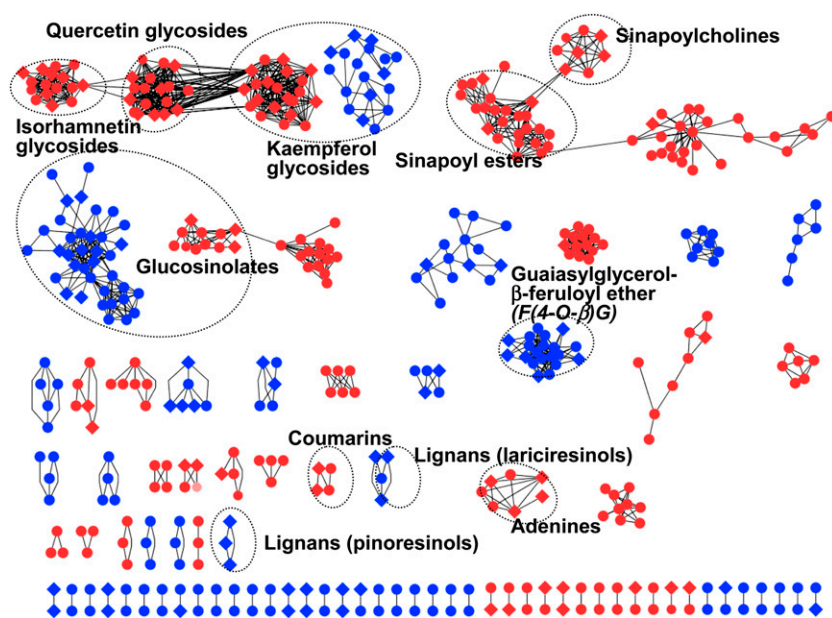 Quercetin glycosides
Sinapoylcholines
Isorhamnetin
glycosides
Kaempferol
glycosides
Sinapoyl esters
Glucosinolates
Guaiasylglycerol-
β-feruloyl ether
(F(4-O-β)G)
Coumarins
Lignans (lariciresinols)
Adenines
Lignans (pinoresinols)